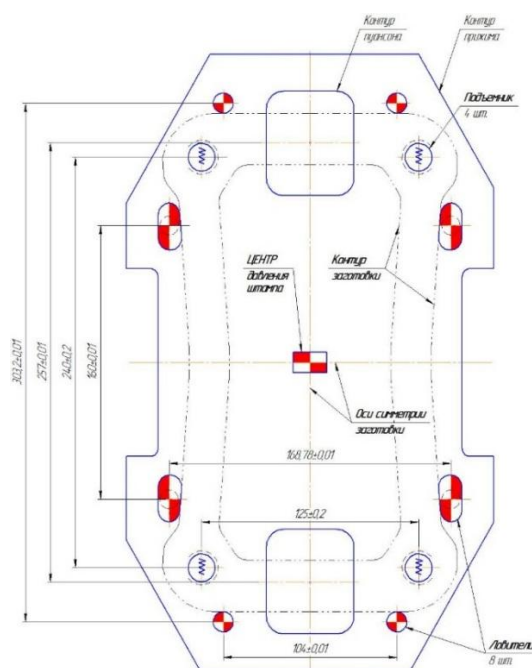 Контур
пуансона
Контур
прижима
Подъемник
4 шт.
ЦЕНТР
давления
штампа
Контур
заготовки
Оси симметрии
заготовки
303,2±0,01
257±0,01
240±0,2
160±0,01
168,78±0,01
125±0,2
104±0,01
Ловители
8 шт.